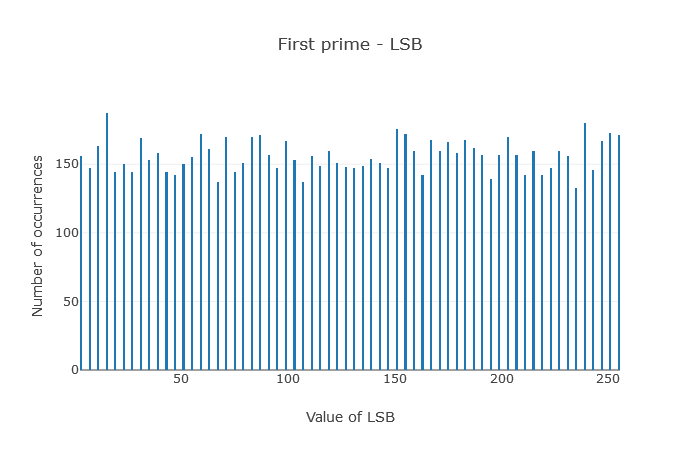 First prime - LSB
Number of occurrences
150
100
50
0
50 100 150 200 250
Value of LSB